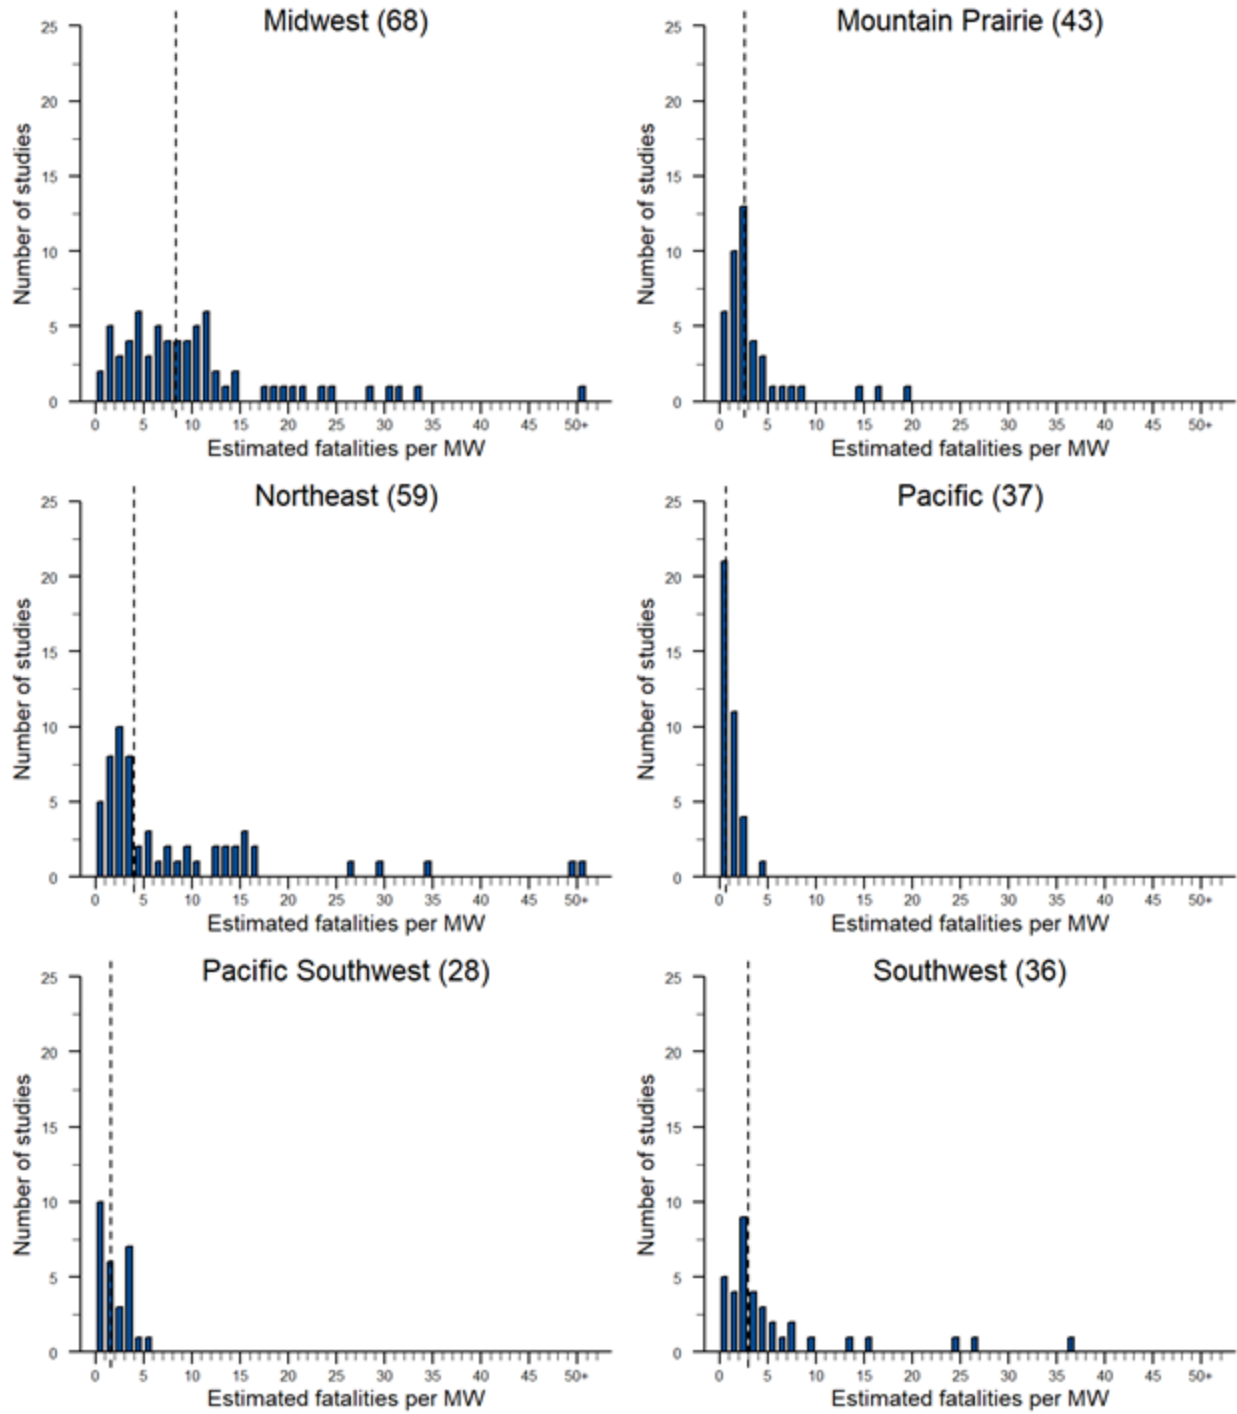 Midwest (68)
Number of studies
25
20
15
10
5
0
0 5 10 15 20 25 30 35 40 45 50+
Estimated fatalities per MW
Mountain Prairie (43)
Number of studies
25
20
15
10
5
0
0 5 10 15 20 25 30 35 40 45 50+
Estimated fatalities per MW
Northeast (59)
Number of studies
25
20
15
10
5
0
0 5 10 15 20 25 30 35 40 45 50+
Estimated fatalities per MW
Pacific (37)
Number of studies
25
20
15
10
5
0
0 5 10 15 20 25 30 35 40 45 50+
Estimated fatalities per MW
Pacific Southwest (28)
Number of studies
25
20
15
10
5
0
0 5 10 15 20 25 30 35 40 45 50+
Estimated fatalities per MW
Southwest (36)
Number of studies
25
20
15
10
5
0
0 5 10 15 20 25 30 35 40 45 50+
Estimated fatalities per MW